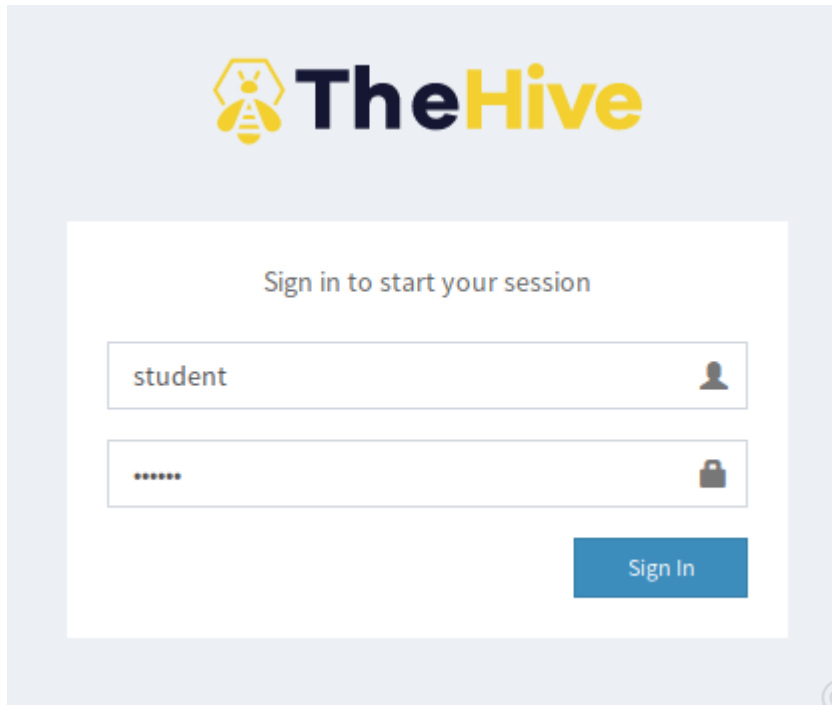 TheHive
Sign in to start your session
student
••••••
Sign In